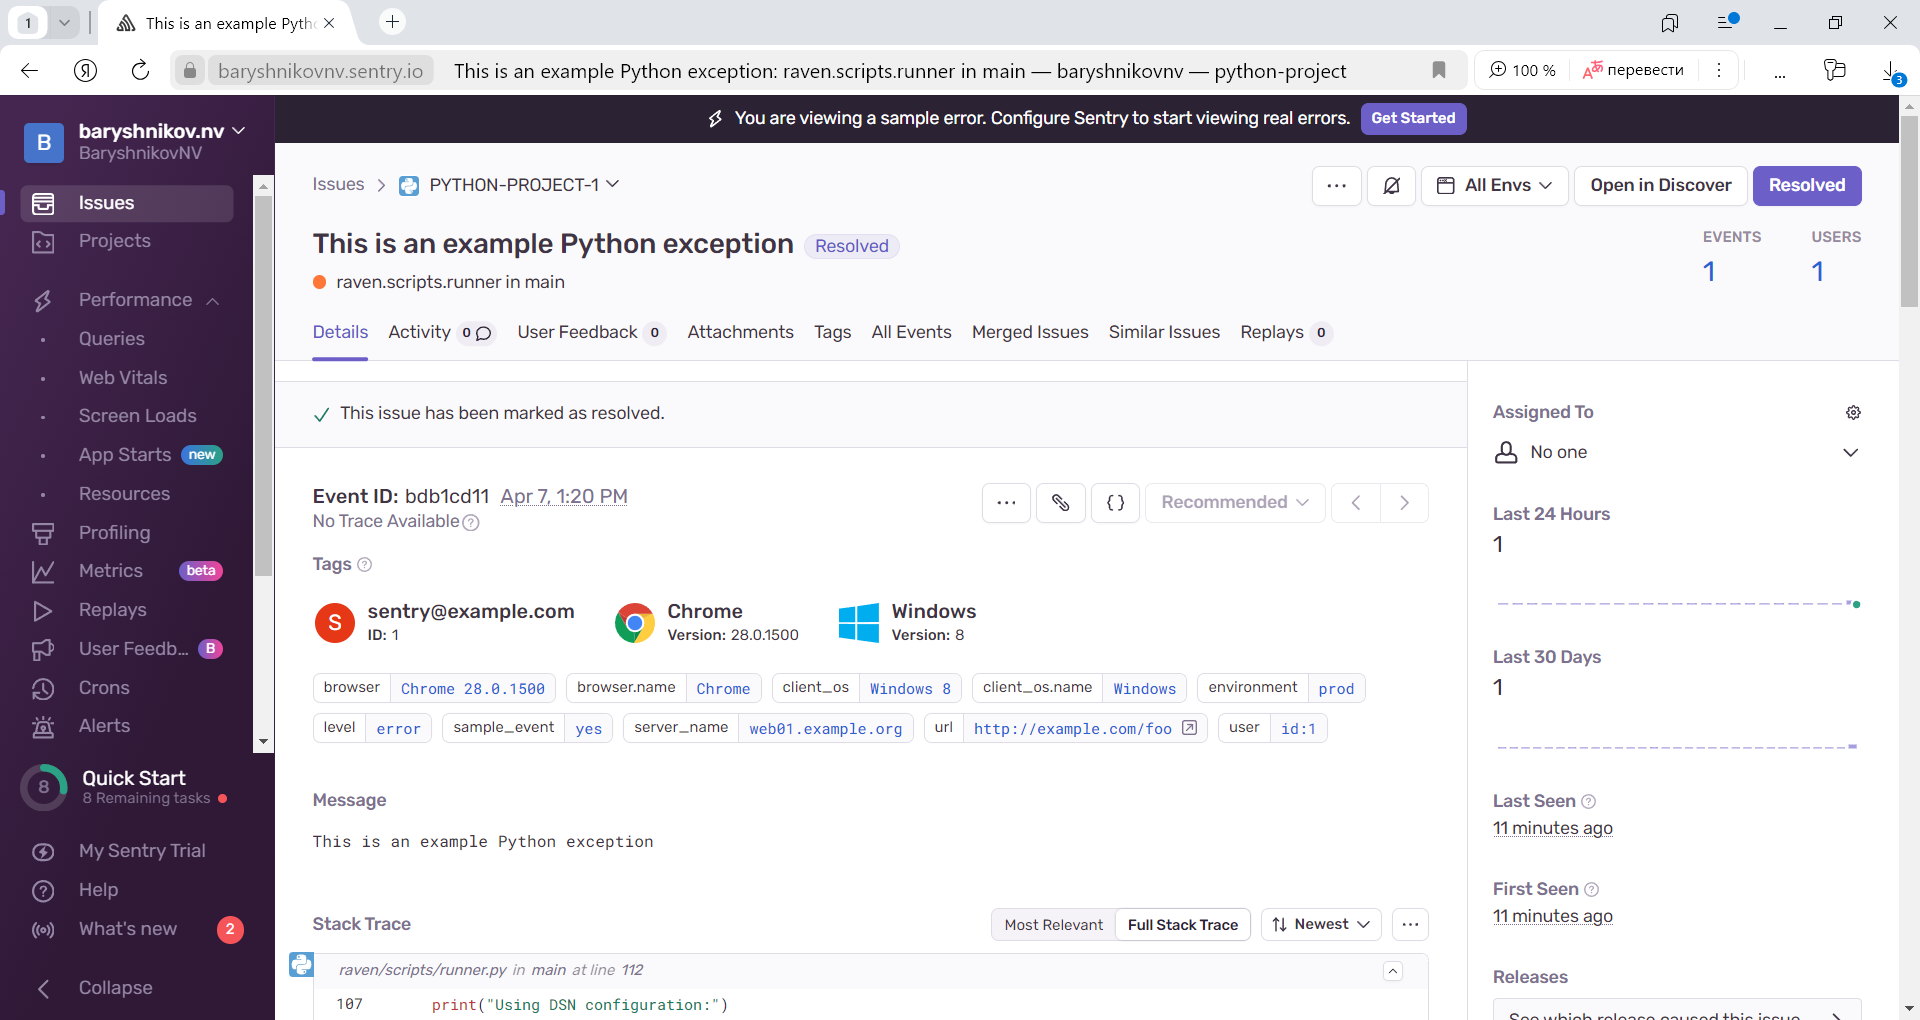 1
This is an example Pyth
baryshnikovnv.sentry.io This is an example Python exception: raven.scripts.runner in main — baryshnikovnv — python-project 100 % перевести 3
B baryshnikov.nv
BaryshnikovNV
Issues
Projects
Performance
Queries
Web Vitals
Screen Loads
App Starts new
Resources
Profiling
Metrics beta
Replays
User Feedb... B
Crons
Alerts
8 Quick Start
8 Remaining tasks
My Sentry Trial
Help
What's new 2
Collapse
You are viewing a sample error. Configure Sentry to start viewing real errors. Get Started
Issues > PYTHON-PROJECT-1 ... All Envs Open in Discover Resolved
This is an example Python exception Resolved
EVENTS USERS
1 1
raven.scripts.runner in main
Details Activity 0 User Feedback 0 Attachments Tags All Events Merged Issues Similar Issues Replays 0
This issue has been marked as resolved.
Event ID: bdb1cd11 Apr 7, 1:20 PM ... {} Recommended < >
No Trace Available ?
Tags ?
S sentry@example.com
ID: 1
Chrome
Version: 28.0.1500
Windows
Version: 8
browser Chrome 28.0.1500 browser.name Chrome client_os Windows 8 client_os.name Windows environment prod
level error sample_event yes server_name web01.example.org url http://example.com/foo user id:1
Message
This is an example Python exception
Stack Trace Most Relevant Full Stack Trace Newest ...
raven/scripts/runner.py in main at line 112
107 print("Using DSN configuration:")
Assigned To
No one
Last 24 Hours
1
Last 30 Days
1
Last Seen ?
11 minutes ago
First Seen ?
11 minutes ago
Releases
See which release caused this issue